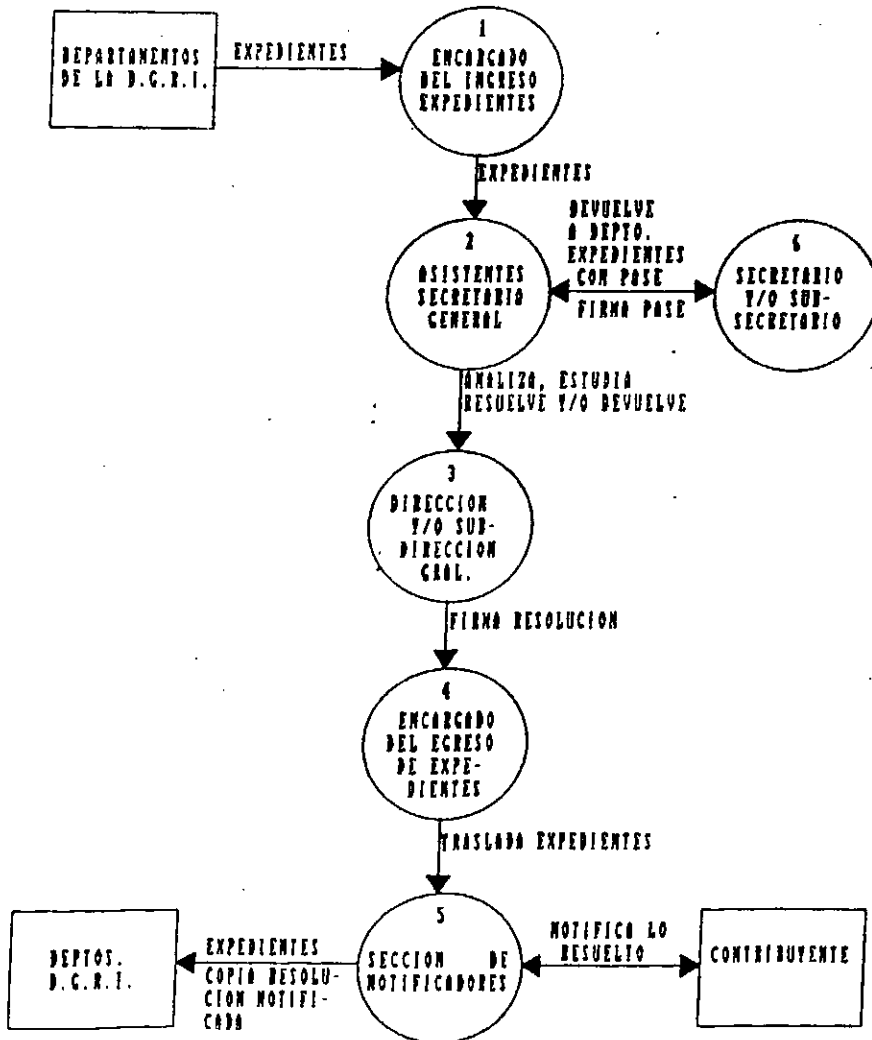 DEPARTAMENTOS
DE LA D.G.R.I.
EXPEDIENTES
1
ENCARGADO
DEL INGRESO
EXPEDIENTES
EXPEDIENTES
2
ASISTENTES
SECRETARIO
GENERAL
DEVUELVE
A DEPTO.
EXPEDIENTES
CON PASE
FIRMA PASE
6
SECRETARIO
Y/O SUB-
SECRETARIO
ANALIZA, ESTUDIA
RESUELVE Y/O DEVUELVE
3
DIRECCION
Y/O SUB-
DIRECCION
GRAL.
FIRMA RESOLUCION
4
ENCARGADO
DEL EGRESO
DE EXPE-
DIENTES
TRASLADA EXPEDIENTES
5
SECCION DE
NOTIFICADORES
EXPEDIENTES
COPIA RESOLU-
CION NOTIFI-
CADA
DEPTOS.
D.G.R.I.
NOTIFICA LO
RESUELTO
CONTRIBUYENTE